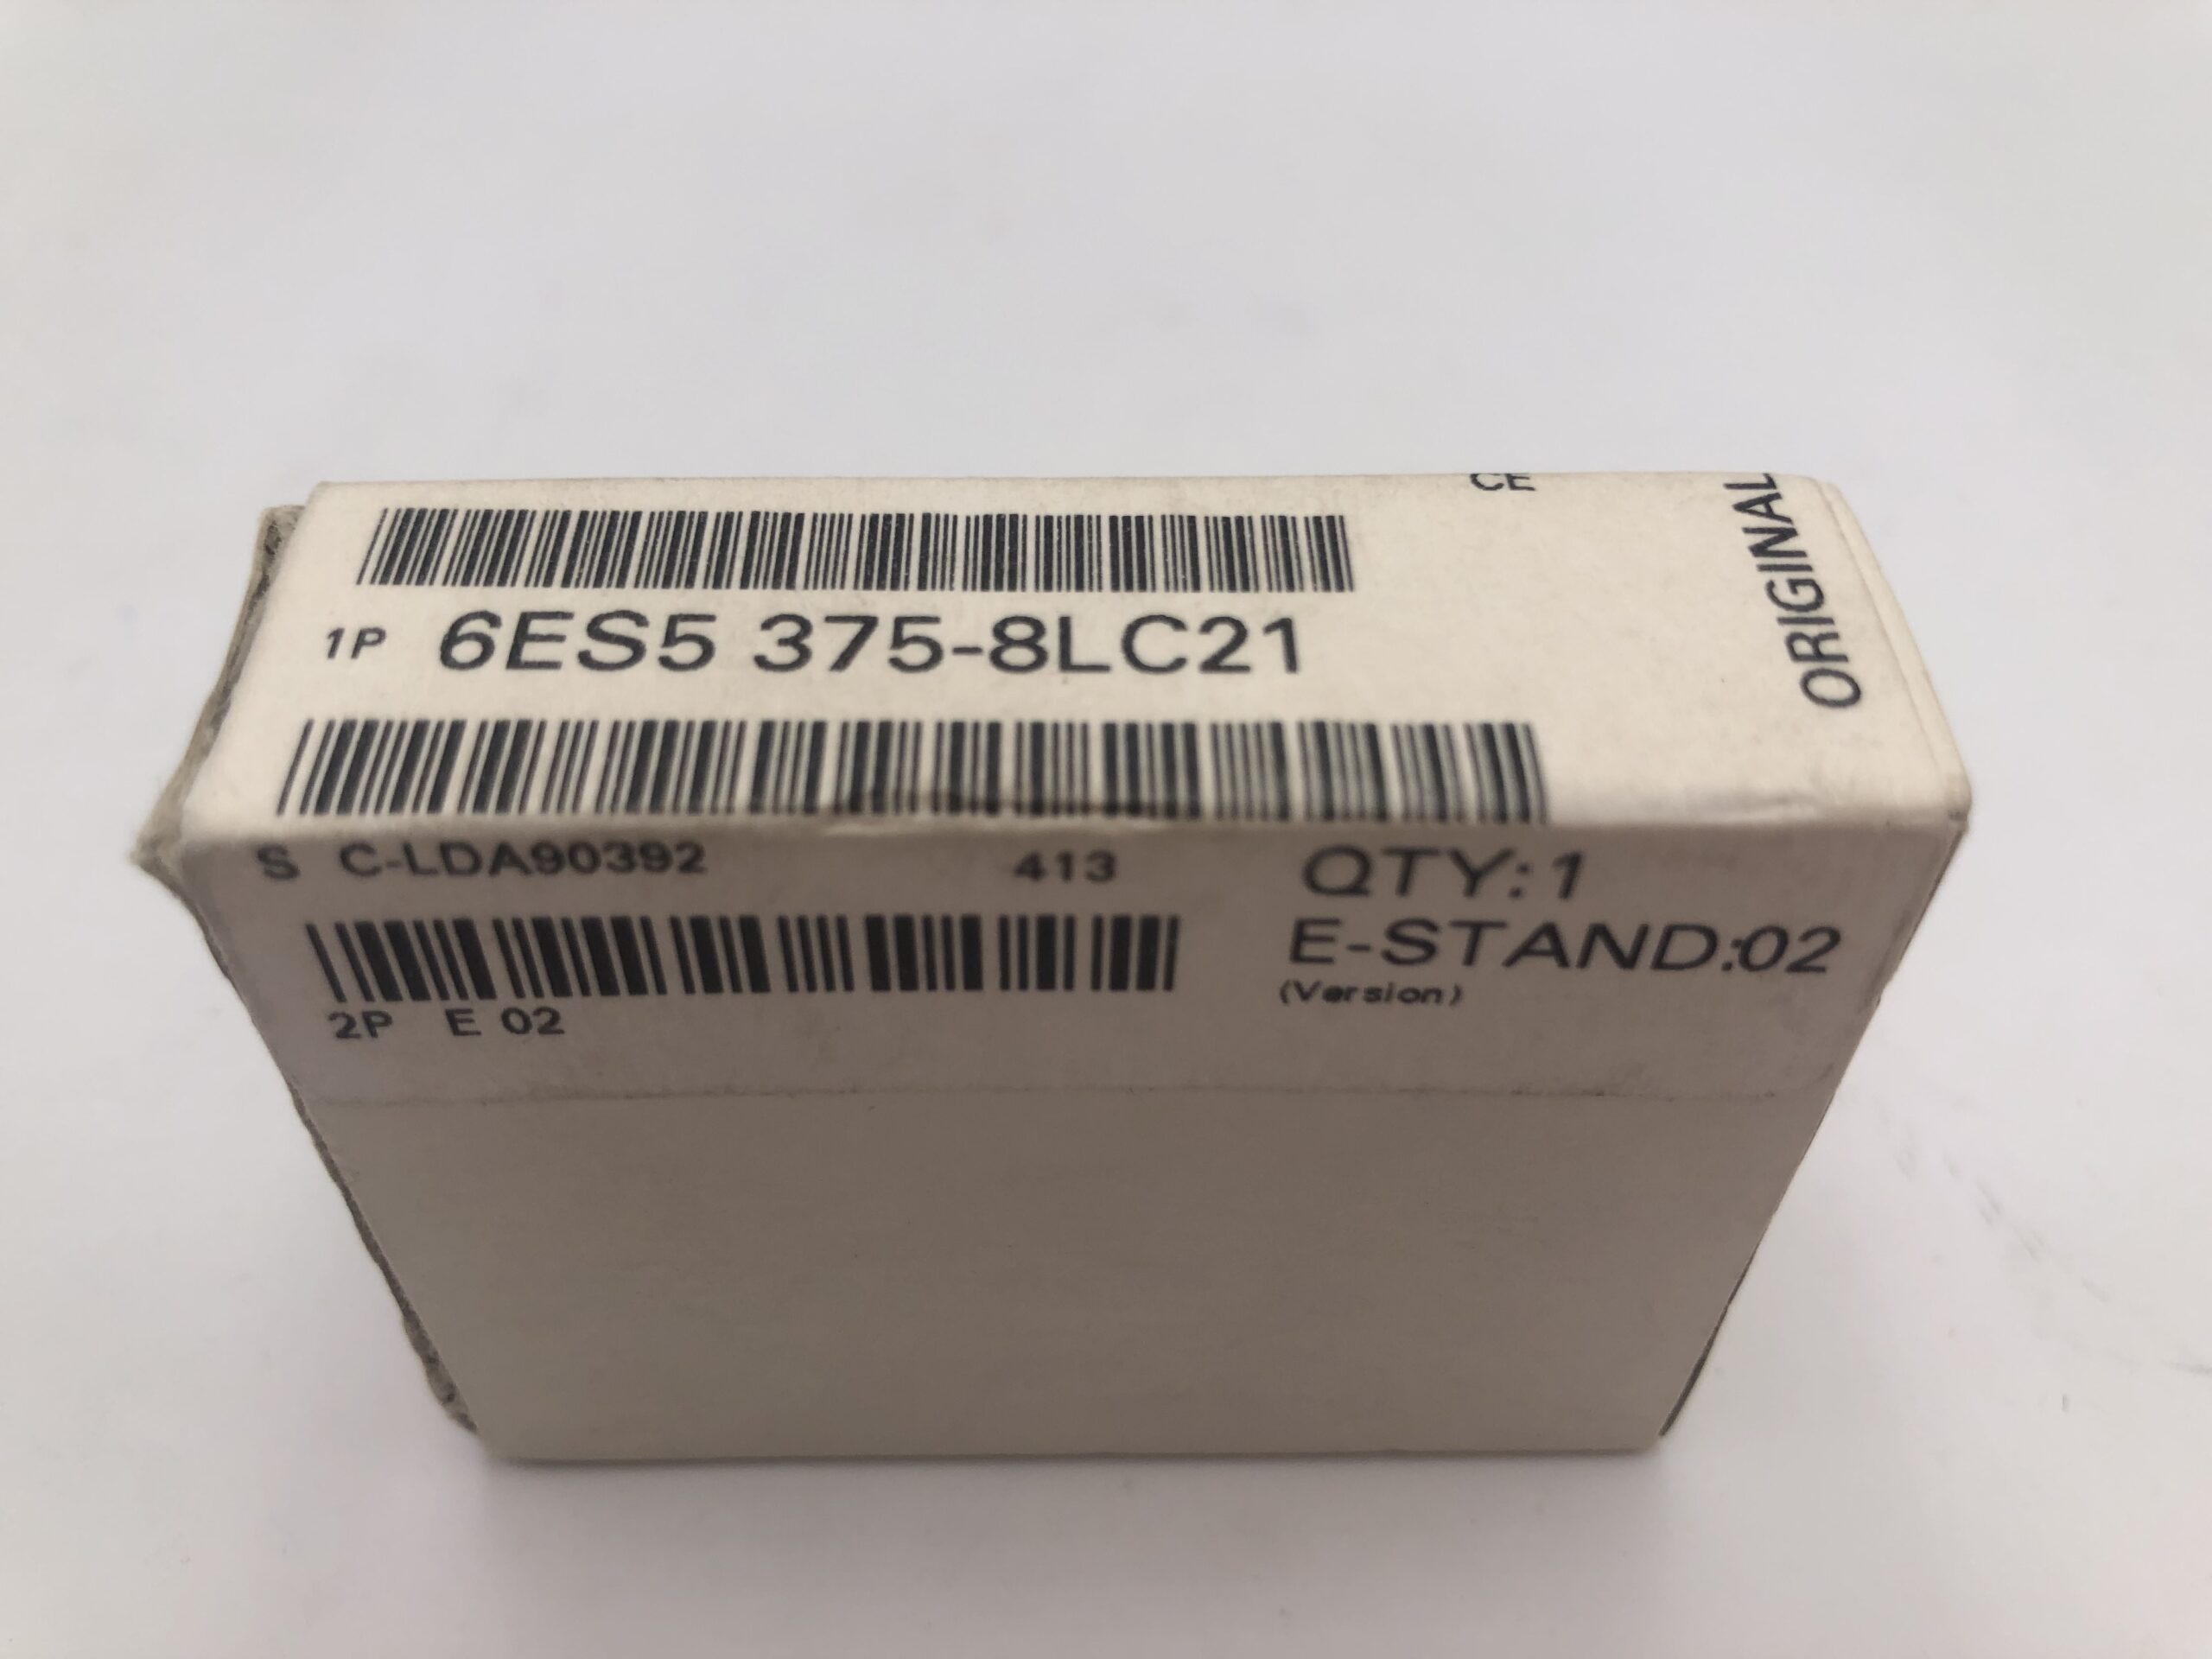 CE
ORIGINAL
1P 6ES5 375-8LC21
S C-LDA90392 413
QTY:1
E-STAND:02
(Version)
2P E 02